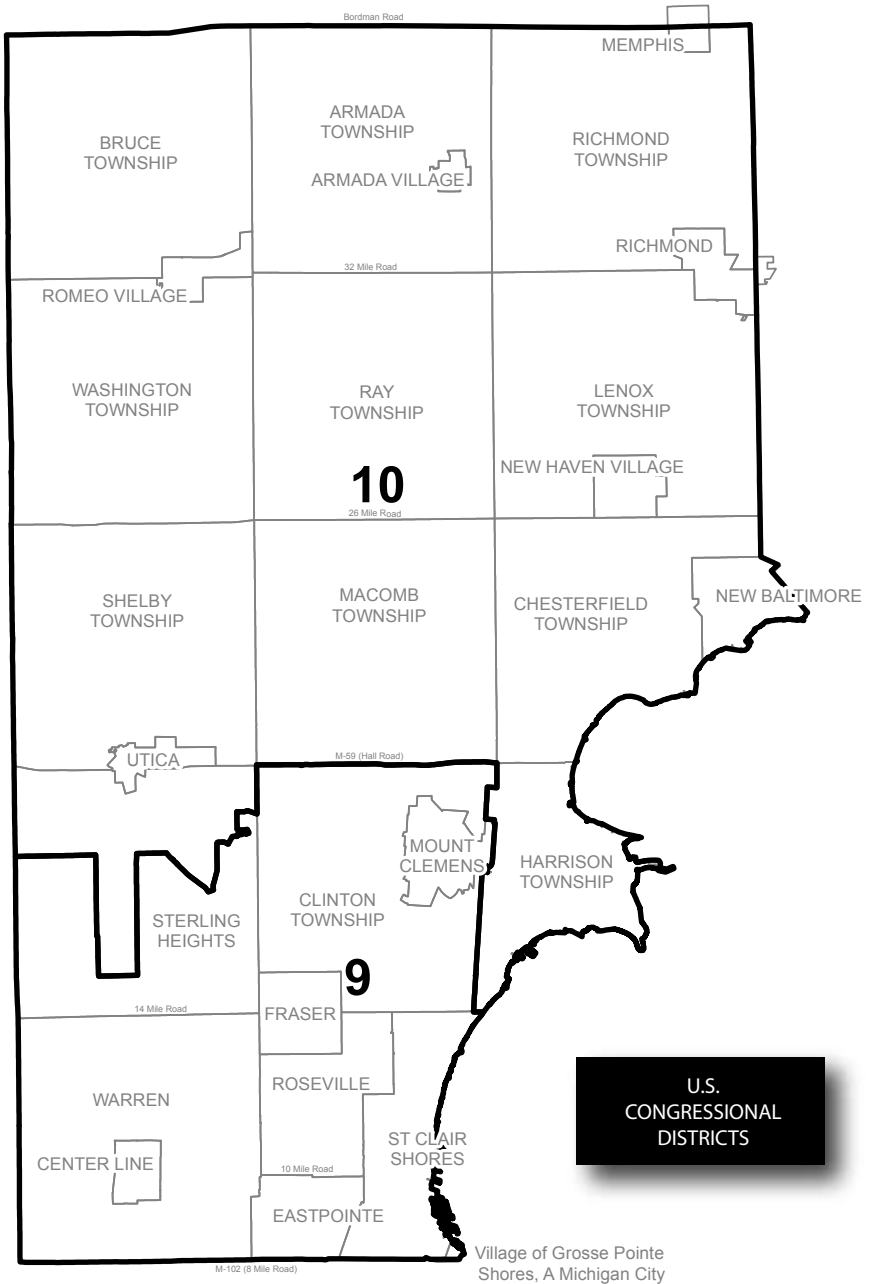 Bordman Road
MEMPHIS
ARMADA
TOWNSHIP
BRUCE
TOWNSHIP
RICHMOND
TOWNSHIP
ARMADA VILLAGE
RICHMOND
32 Mile Road
ROMEO VILLAGE
WASHINGTON
TOWNSHIP
RAY
TOWNSHIP
LENOX
TOWNSHIP
NEW HAVEN VILLAGE
10
26 Mile Road
SHELBY
TOWNSHIP
MACOMB
TOWNSHIP
CHESTERFIELD
TOWNSHIP
NEW BALTIMORE
M-59 (Hall Road)
UTICA
MOUNT
CLEMENS
HARRISON
TOWNSHIP
CLINTON
TOWNSHIP
STERLING
HEIGHTS
9
14 Mile Road
FRASER
ROSEVILLE
WARREN
U.S.
CONGRESSIONAL
DISTRICTS
ST CLAIR
SHORES
CENTER LINE
10 Mile Road
EASTPOINTE
M-102 (8 Mile Road)
Village of Grosse Pointe
Shores, A Michigan City